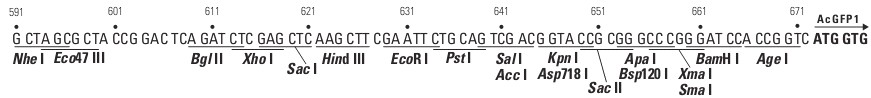 591 601 611 621 631 641 651 661 671 AcGFP1
G CTA GCG CTA CCG GAC TCA GAT CTC GAG CTC AAG CTT CGA ATT CTG CAG TCG ACG GTA CCG CGG GCC CGG GAT CCA CCG GTC ATG GTG
Nhe I Eco47 III Bgl II Xho I Hind III EcoR I Pst I Sal I Kpn I Apa I BamH I Age I
Sac I Acc I Asp718 I Bsp120 I Xma I
Sac II Sma I